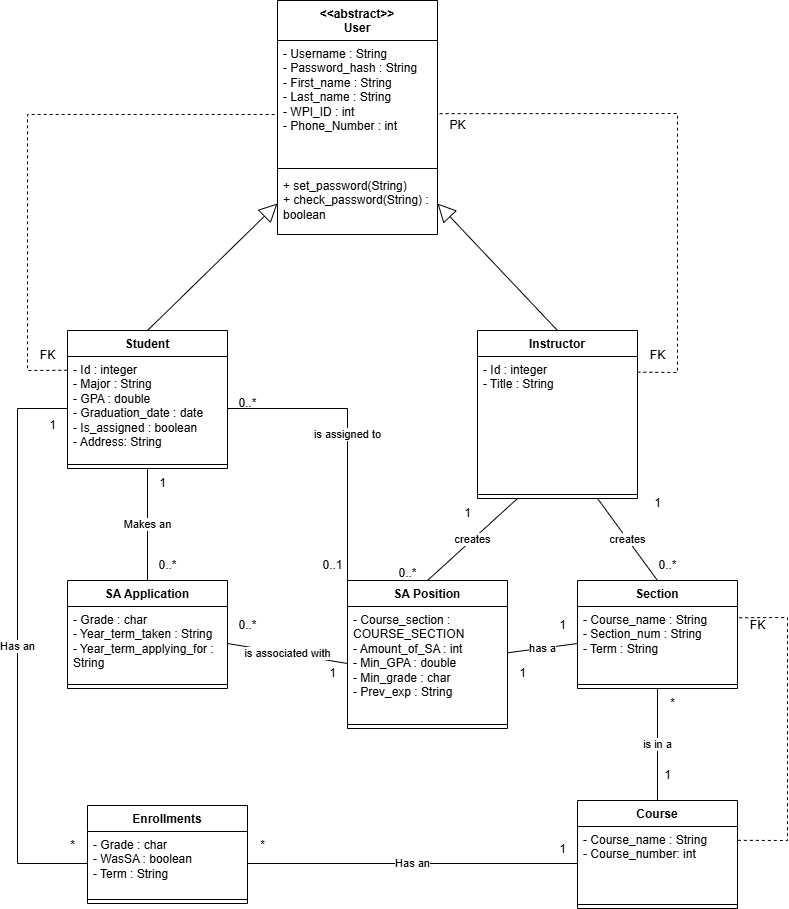 <<abstract>>
User
- Username : String
- Password_hash : String
- First_name : String
- Last_name : String
- WPI_ID : int
- Phone_Number : int
PK
+ set_password(String)
+ check_password(String) :
boolean
FK
FK
Student
- Id : integer
- Major : String
- GPA : double
- Graduation_date : date
- Is_assigned : boolean
- Address: String
Instructor
- Id : integer
- Title : String
1
0..*
is assigned to
1
Makes an
0..*
0..1
1
creates
0..*
1
creates
0..*
SA Application
- Grade : char
- Year_term_taken : String
- Year_term_applying_for :
String
0..*
is associated with
1
SA Position
- Course_section :
COURSE_SECTION
- Amount_of_SA : int
- Min_GPA : double
- Min_grade : char
- Prev_exp : String
1
has a
1
Section
- Course_name : String
- Section_num : String
- Term : String
FK
Has an
*
is in a
1
Enrollments
- Grade : char
- WasSA : boolean
- Term : String
*
*
Has an
1
Course
- Course_name : String
- Course_number: int